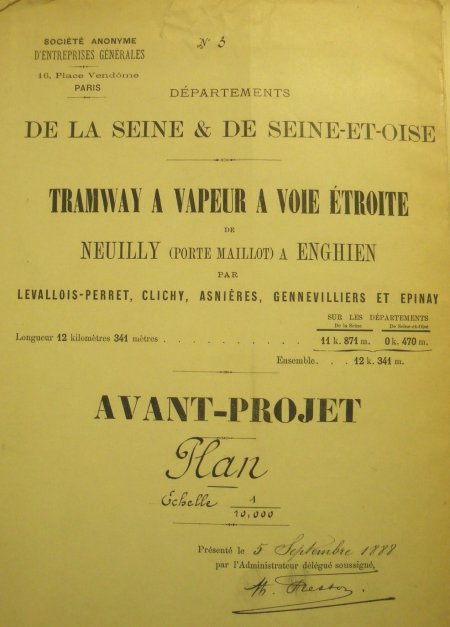 SOCIÉTÉ ANONYME
D'ENTREPRISES GÉNÉRALES
16, Place Vendôme
PARIS
N 3
DÉPARTEMENTS
DE LA SEINE & DE SEINE-ET-OISE
TRAMWAY A VAPEUR A VOIE ÉTROITE
DE
NEUILLY (PORTE MAILLOT) A ENGHIEN
PAR
LEVALLOIS-PERRET, CLICHY, ASNIÈRES, GENNEVILLIERS ET EPINAY
SUR LES DÉPARTEMENTS
De la Seine De Seine-et-Oise
Longueur 12 kilomètres 341 mètres . . . . . . . . . . . . . 11 k. 871 m. 0 k. 470 m.
Ensemble. . . 12 k. 341 m.
AVANT-PROJET
Plan
Échelle 1
10,000
Présenté le 5 Septembre 1888
par l'Administrateur délégué soussigné,